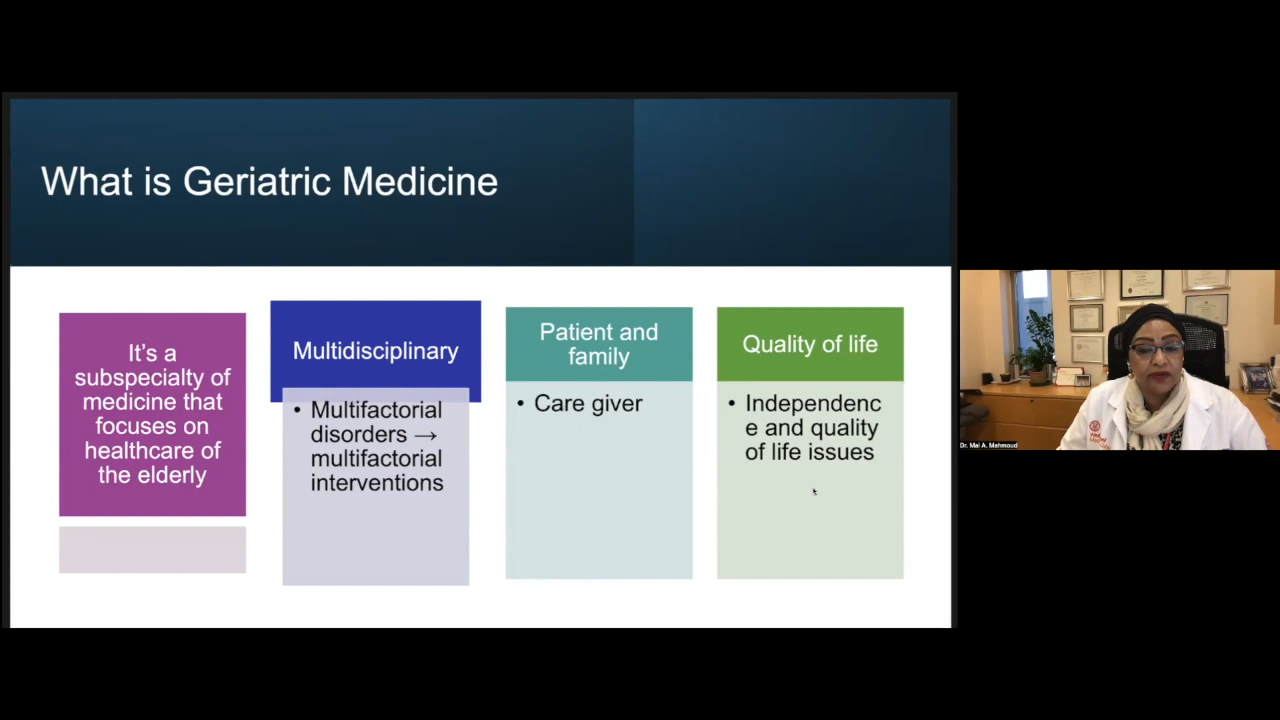 What is Geriatric Medicine
It's a
subspecialty of
medicine that
focuses on
healthcare of
the elderly
Multidisciplinary
• Multifactorial
disorders →
multifactorial
interventions
Patient and
family
• Care giver
Quality of life
• Independenc
e and quality
of life issues
Dr. Mai A. Mahmoud